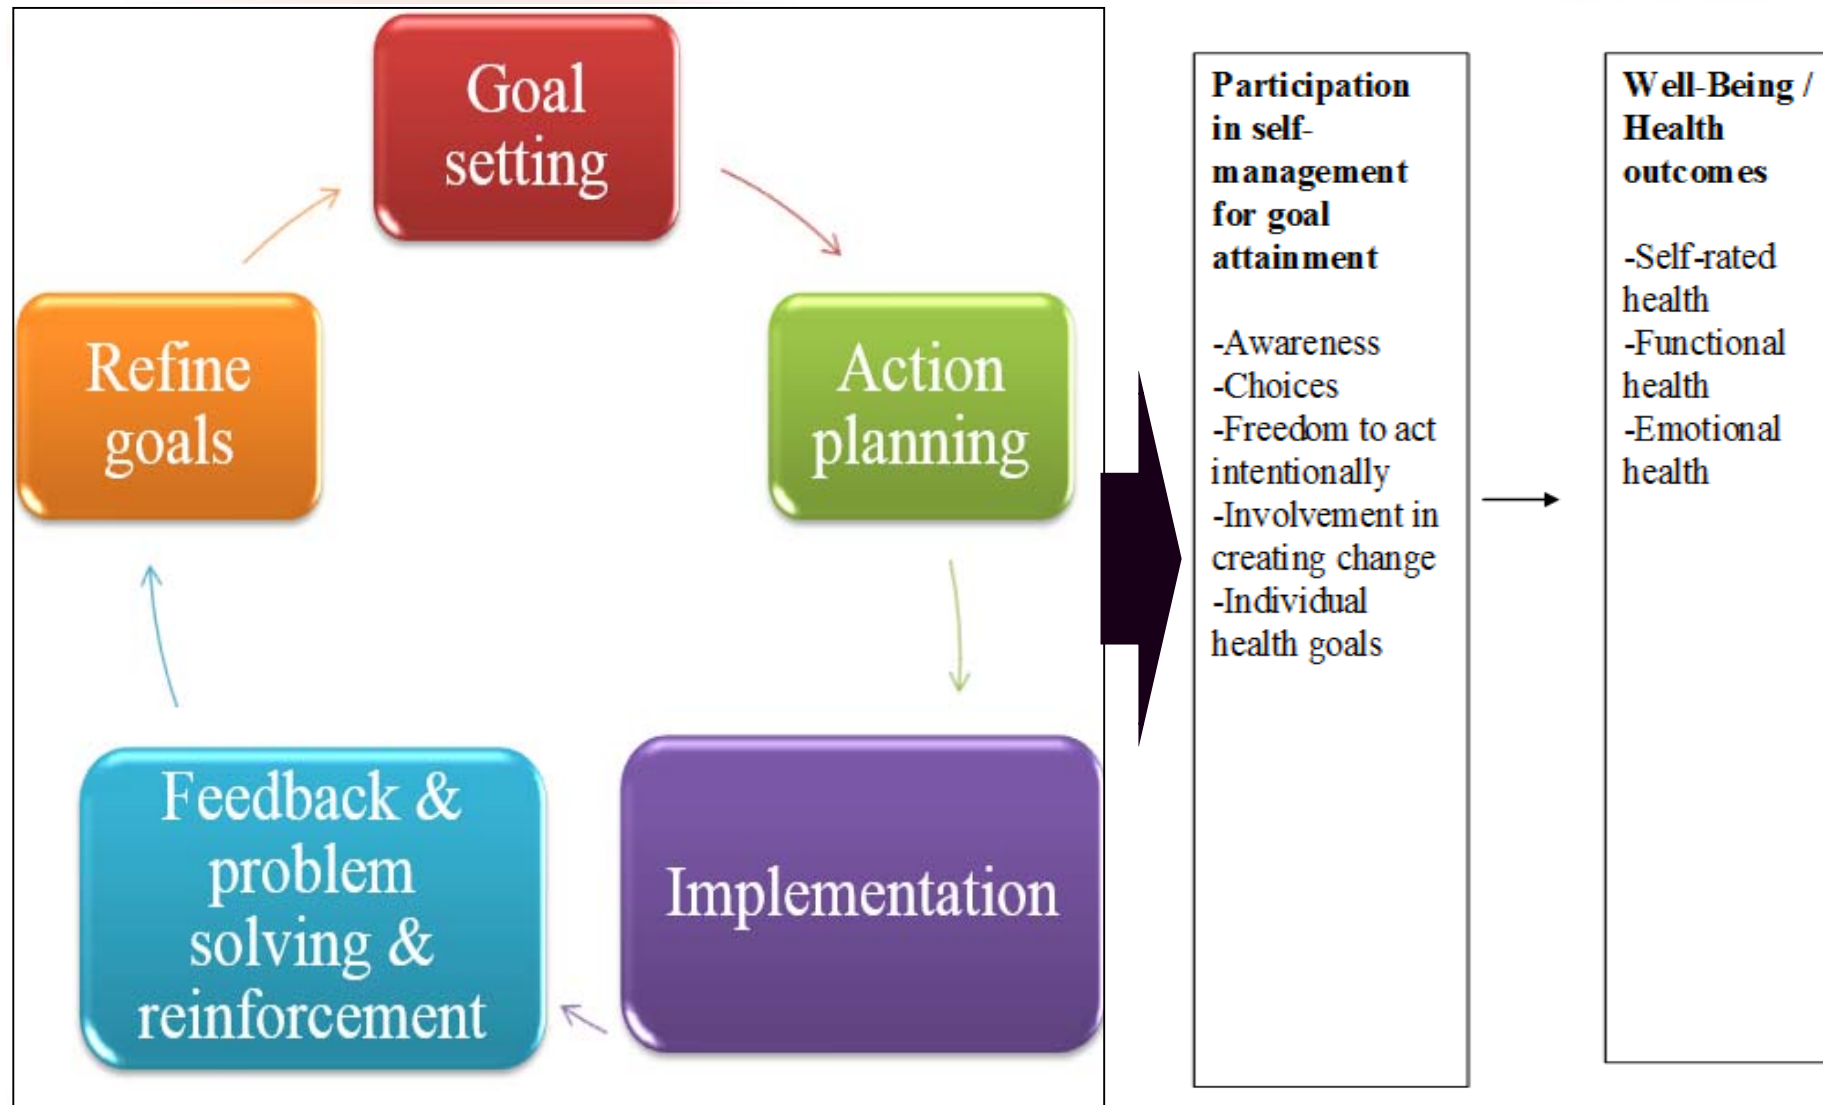 Goal
setting
Action
planning
Implementation
Feedback &
problem
solving &
reinforcement
Refine
goals
Participation
in self-
management
for goal
attainment
-Awareness
-Choices
-Freedom to act
intentionally
-Involvement in
creating change
-Individual
health goals
Well-Being /
Health
outcomes
-Self-rated
health
-Functional
health
-Emotional
health